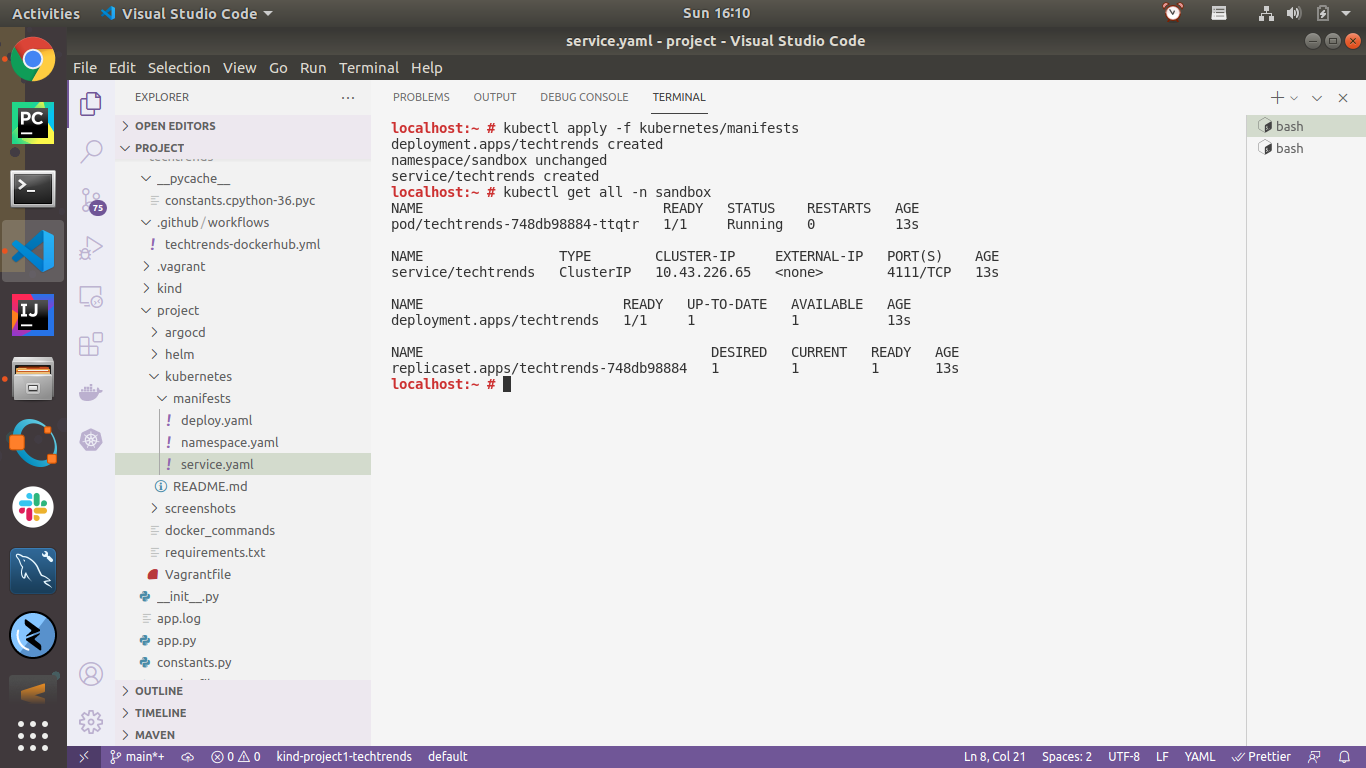 Activities Visual Studio Code Sun 16:10
service.yaml - project - Visual Studio Code
File Edit Selection View Go Run Terminal Help
EXPLORER
OPEN EDITORS
PROJECT
__pycache__
constants.cpython-36.pyc
.github/workflows
techtrends-dockerhub.yml
.vagrant
kind
project
argocd
helm
kubernetes
manifests
deploy.yaml
namespace.yaml
service.yaml
README.md
screenshots
docker_commands
requirements.txt
Vagrantfile
__init__.py
app.log
app.py
constants.py
OUTLINE
TIMELINE
MAVEN
75
PC
IJ
PROBLEMS OUTPUT DEBUG CONSOLE TERMINAL
localhost:~ # kubectl apply -f kubernetes/manifests
deployment.apps/techtrends created
namespace/sandbox unchanged
service/techtrends created
localhost:~ # kubectl get all -n sandbox
NAME READY STATUS RESTARTS AGE
pod/techtrends-748db98884-ttqtr 1/1 Running 0 13s
NAME TYPE CLUSTER-IP EXTERNAL-IP PORT(S) AGE
service/techtrends ClusterIP 10.43.226.65 <none> 4111/TCP 13s
NAME READY UP-TO-DATE AVAILABLE AGE
deployment.apps/techtrends 1/1 1 1 13s
NAME DESIRED CURRENT READY AGE
replicaset.apps/techtrends-748db98884 1 1 1 13s
localhost:~ #
bash
bash
main*+ 0 0 kind-project1-techtrends default Ln 8, Col 21 Spaces: 2 UTF-8 LF YAML Prettier